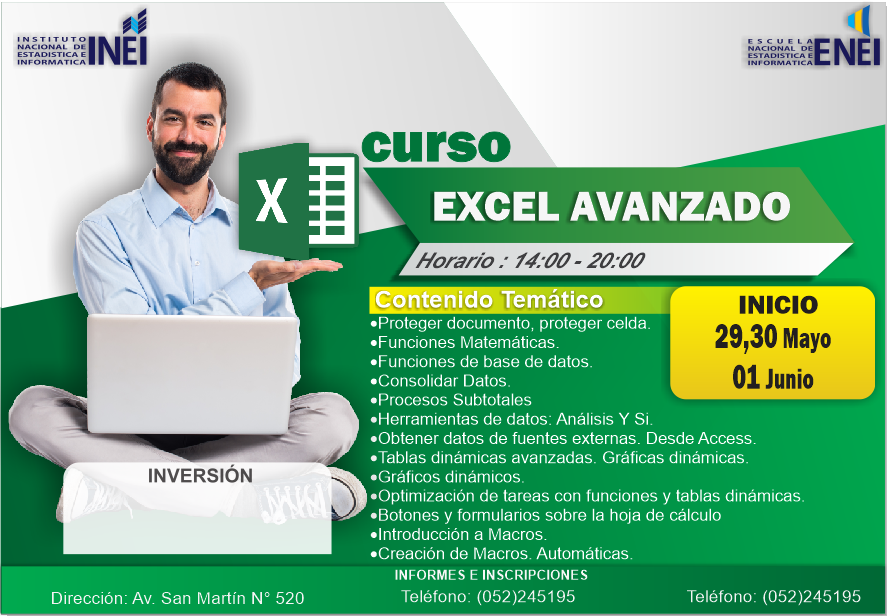 INSTITUTO
NACIONAL DE
ESTADISTICA E
INFORMATICA
INEI
ESCUELA
NACIONAL DE
ESTADISTICA E
INFORMATICA
ENEI
curso
X
EXCEL AVANZADO
Horario : 14:00 - 20:00
Contenido Temático
•Proteger documento, proteger celda.
•Funciones Matemáticas.
•Funciones de base de datos.
•Consolidar Datos.
•Procesos Subtotales
•Herramientas de datos: Análisis Y Si.
•Obtener datos de fuentes externas. Desde Access.
•Tablas dinámicas avanzadas. Gráficas dinámicas.
•Gráficos dinámicos.
•Optimización de tareas con funciones y tablas dinámicas.
•Botones y formularios sobre la hoja de cálculo
•Introducción a Macros.
•Creación de Macros. Automáticas.
INICIO
29,30 Mayo
01 Junio
INVERSIÓN
INFORMES E INSCRIPCIONES
Dirección: Av. San Martín N° 520
Teléfono: (052)245195
Teléfono: (052)245195